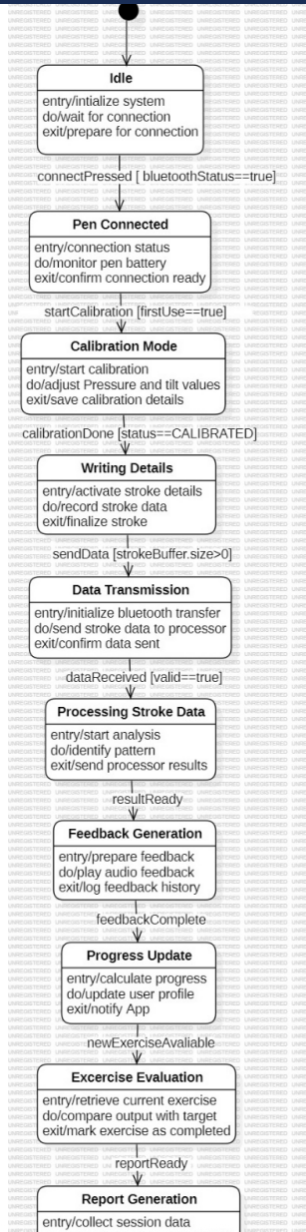 Idle
entry/intialize system
do/wait for connection
exit/prepare for connection
connectPressed [ bluetoothStatus==true]
Pen Connected
entry/connection status
do/monitor pen battery
exit/confirm connection ready
startCalibration [firstUse==true]
Calibration Mode
entry/start calibration
do/adjust Pressure and tilt values
exit/save calibration details
calibrationDone [status==CALIBRATED]
Writing Details
entry/activate stroke details
do/record stroke data
exit/finalize stroke
sendData [strokeBuffer.size>0]
Data Transmission
entry/initialize bluetooth transfer
do/send stroke data to processor
exit/confirm data sent
dataReceived [valid==true]
Processing Stroke Data
entry/start analysis
do/identify pattern
exit/send processor results
resultReady
Feedback Generation
entry/prepare feedback
do/play audio feedback
exit/log feedback history
feedbackComplete
Progress Update
entry/calculate progress
do/update user profile
exit/notify App
newExerciseAvaliable
Excercise Evaluation
entry/retrieve current exercise
do/compare output with target
exit/mark exercise as completed
reportReady
Report Generation
entry/collect session data